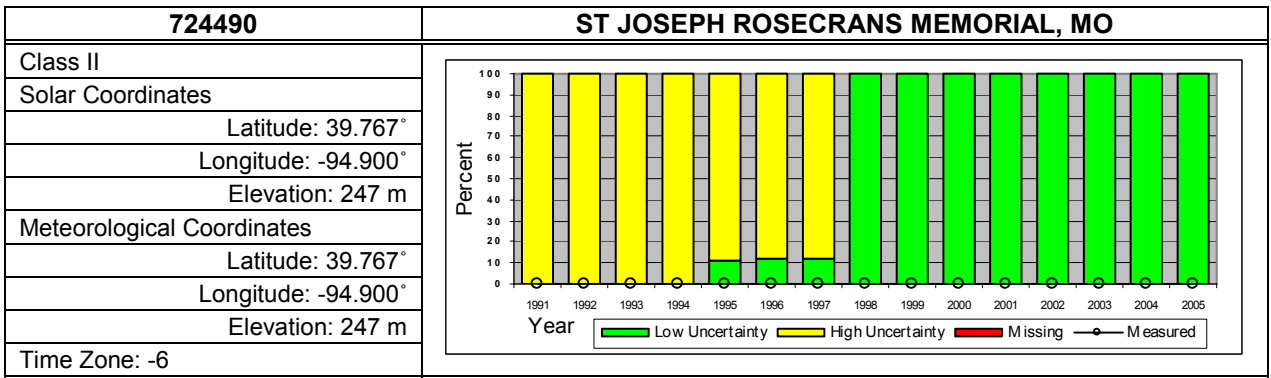 724490
ST JOSEPH ROSECRANS MEMORIAL, MO
Class II
Solar Coordinates
Latitude: 39.767°
Longitude: -94.900°
Elevation: 247 m
Meteorological Coordinates
Latitude: 39.767°
Longitude: -94.900°
Elevation: 247 m
Time Zone: -6
Percent
100
90
80
70
60
50
40
30
20
10
0
1991 1992 1993 1994 1995 1996 1997 1998 1999 2000 2001 2002 2003 2004 2005
Year
Low Uncertainty High Uncertainty Missing Measured